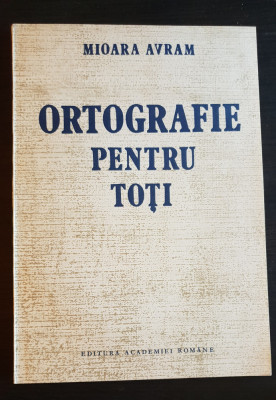 MIOARA AVRAM
ORTOGRAFIE
PENTRU
TOȚI
EDITURA ACADEMIEI ROMÂNE